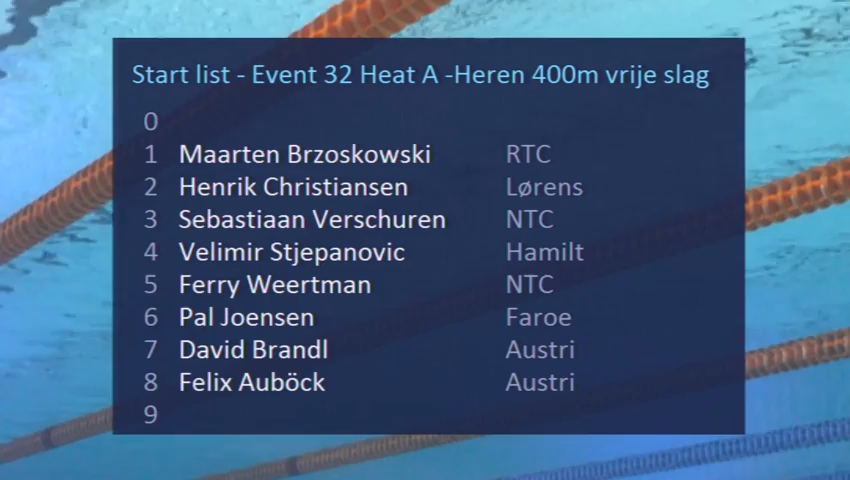 Start list - Event 32 Heat A -Heren 400m vrije slag
0
1 Maarten Brzoskowski RTC
2 Henrik Christiansen Lørens
3 Sebastiaan Verschuren NTC
4 Velimir Stjepanovic Hamilt
5 Ferry Weertman NTC
6 Pal Joensen Faroe
7 David Brandl Austri
8 Felix Auböck Austri
9